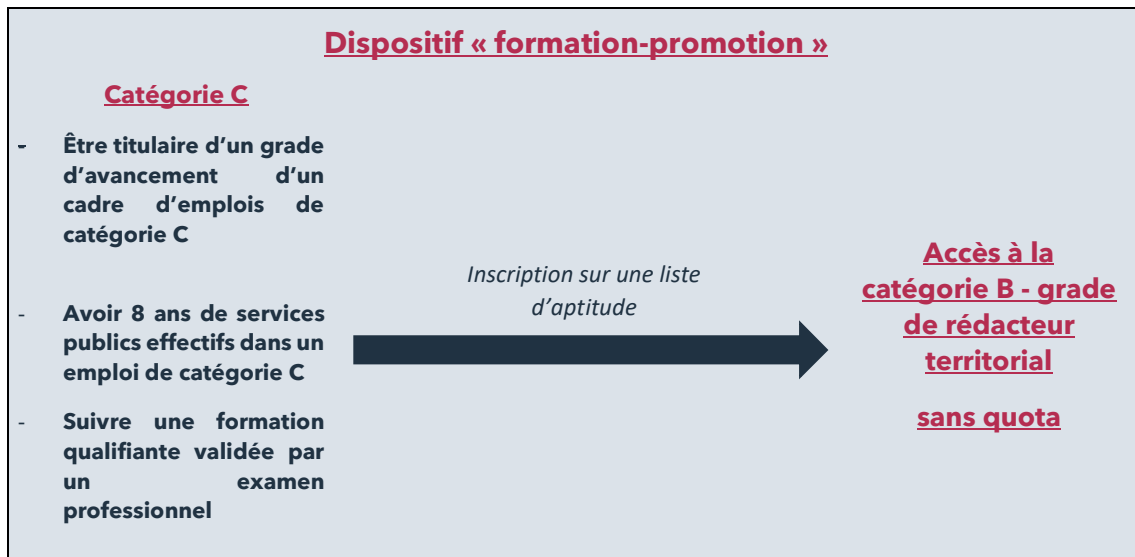 Dispositif « formation-promotion »
Catégorie C
- Être titulaire d’un grade
d’avancement d’un
cadre d’emplois de
catégorie C
- Avoir 8 ans de services
publics effectifs dans un
emploi de catégorie C
- Suivre une formation
qualifiante validée par
un examen
professionnel
Inscription sur une liste
d’aptitude
Accès à la
catégorie B - grade
de rédacteur
territorial
sans quota